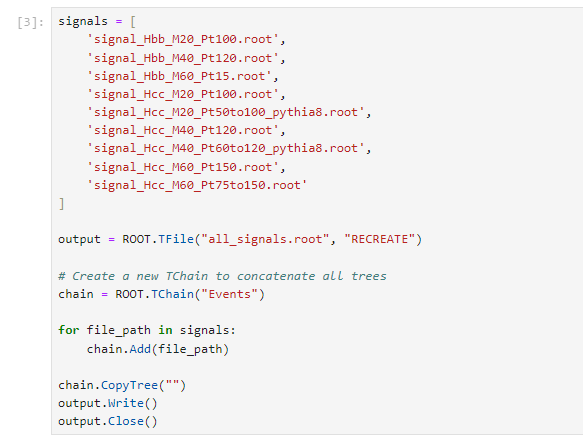 [3]: signals = [
    'signal_Hbb_M20_Pt100.root',
    'signal_Hbb_M40_Pt120.root',
    'signal_Hbb_M60_Pt15.root',
    'signal_Hcc_M20_Pt100.root',
    'signal_Hcc_M20_Pt50to100_pythia8.root',
    'signal_Hcc_M40_Pt120.root',
    'signal_Hcc_M40_Pt60to120_pythia8.root',
    'signal_Hcc_M60_Pt150.root',
    'signal_Hcc_M60_Pt75to150.root'
]

output = ROOT.TFile("all_signals.root", "RECREATE")

# Create a new TChain to concatenate all trees
chain = ROOT.TChain("Events")

for file_path in signals:
    chain.Add(file_path)

chain.CopyTree("")
output.Write()
output.Close()